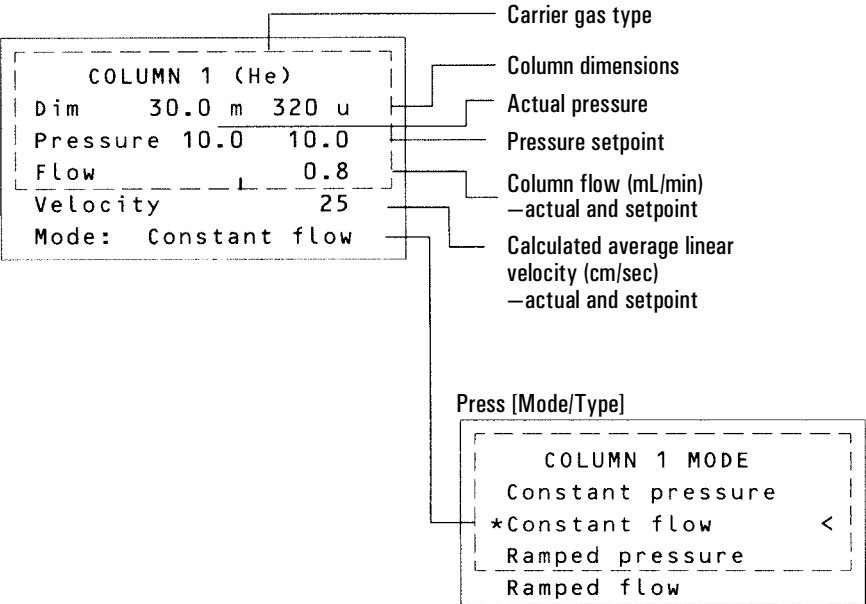 Carrier gas type
COLUMN 1 (He)
Dim 30.0 m 320 u
Pressure 10.0 10.0
Flow 0.8
Velocity 25
Mode: Constant flow
Column dimensions
Actual pressure
Pressure setpoint
Column flow (mL/min)
—actual and setpoint
Calculated average linear
velocity (cm/sec)
—actual and setpoint
Press [Mode/Type]
COLUMN 1 MODE
Constant pressure
*Constant flow <
Ramped pressure
Ramped flow